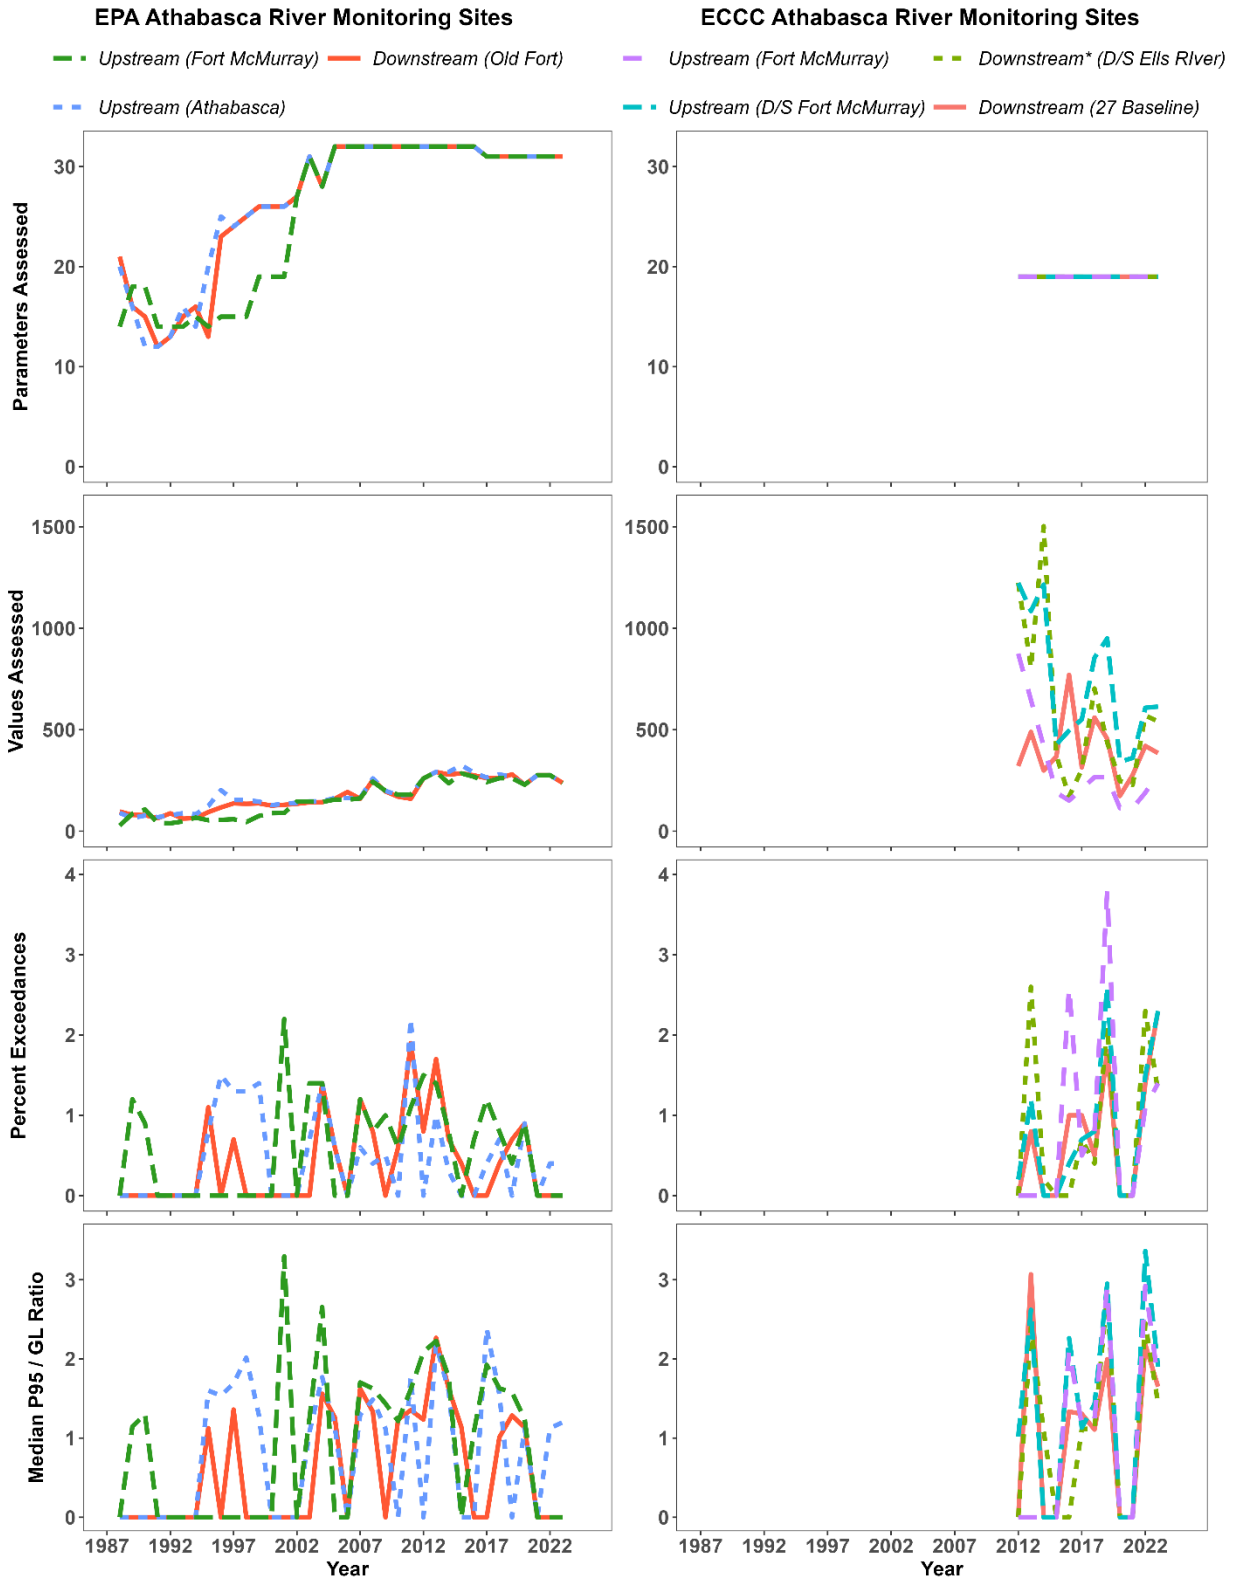 EPA Athabasca River Monitoring Sites
Upstream (Fort McMurray) Downstream (Old Fort)
Upstream (Athabasca)
ECCC Athabasca River Monitoring Sites
Upstream (Fort McMurray) Downstream* (D/S Ells RIver)
Upstream (D/S Fort McMurray) Downstream (27 Baseline)
Parameters Assessed
30
20
10
0
30
20
10
0
Values Assessed
1500
1000
500
0
1500
1000
500
0
Percent Exceedances
4
3
2
1
0
4
3
2
1
0
Median P95 / GL Ratio
3
2
1
0
3
2
1
0
1987 1992 1997 2002 2007 2012 2017 2022
Year
1987 1992 1997 2002 2007 2012 2017 2022
Year